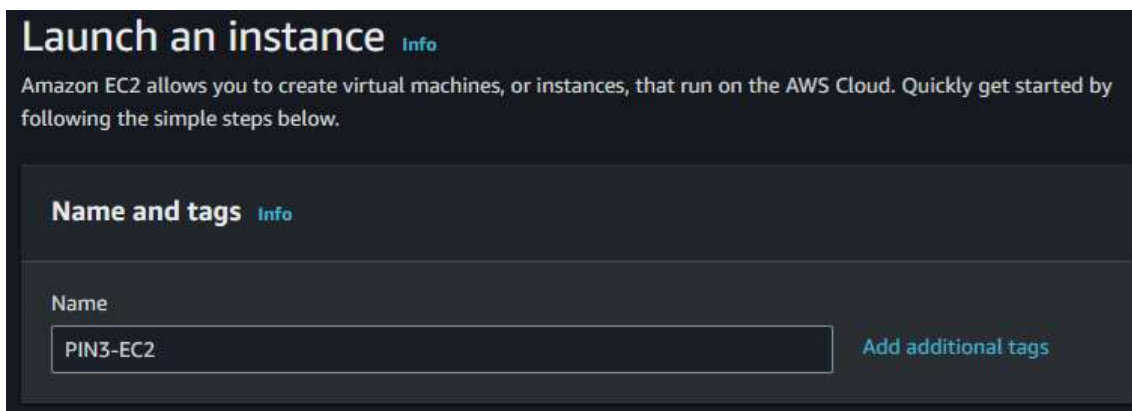 Launch an instance Info
Amazon EC2 allows you to create virtual machines, or instances, that run on the AWS Cloud. Quickly get started by
following the simple steps below.
Name and tags Info
Name
PIN3-EC2 Add additional tags